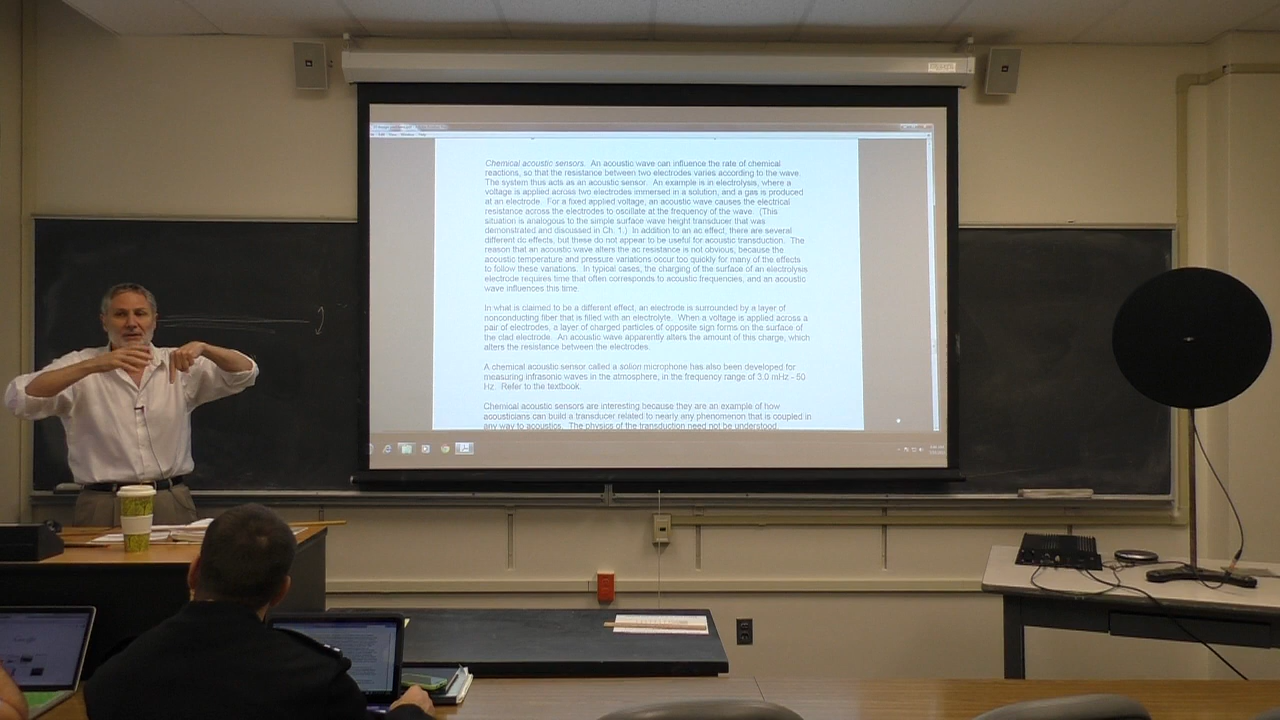 Chemical acoustic sensors. An acoustic wave can influence the rate of chemical
reactions, so that the resistance between two electrodes varies according to the wave.
The system thus acts as an acoustic sensor. An example is in electrolysis, where a
voltage is applied across two electrodes immersed in a solution, and a gas is produced
at an electrode. For a fixed applied voltage, an acoustic wave causes the electrical
resistance across the electrodes to oscillate at the frequency of the wave. (This
situation is analogous to the simple surface wave height transducer that was
demonstrated and discussed in Ch. 1.) In addition to an ac effect, there are several
different dc effects, but these do not appear to be useful for acoustic transduction. The
reason that an acoustic wave alters the ac resistance is not obvious, because the
acoustic temperature and pressure variations occur too quickly for many of the effects
to follow these variations. In typical cases, the charging of the surface of an electrolysis
electrode requires time that often corresponds to acoustic frequencies, and an acoustic
wave influences this time.
In what is claimed to be a different effect, an electrode is surrounded by a layer of
nonconducting fiber that is filled with an electrolyte. When a voltage is applied across a
pair of electrodes, a layer of charged particles of opposite sign forms on the surface of
the clad electrode. An acoustic wave apparently alters the amount of this charge, which
alters the resistance between the electrodes.
A chemical acoustic sensor called a solion microphone has also been developed for
measuring infrasonic waves in the atmosphere, in the frequency range of 3.0 mHz - 50
Hz. Refer to the textbook.
Chemical acoustic sensors are interesting because they are an example of how
acousticians can build a transducer related to nearly any phenomenon that is coupled in
any way to acoustics. The physics of the transduction need not be understood.